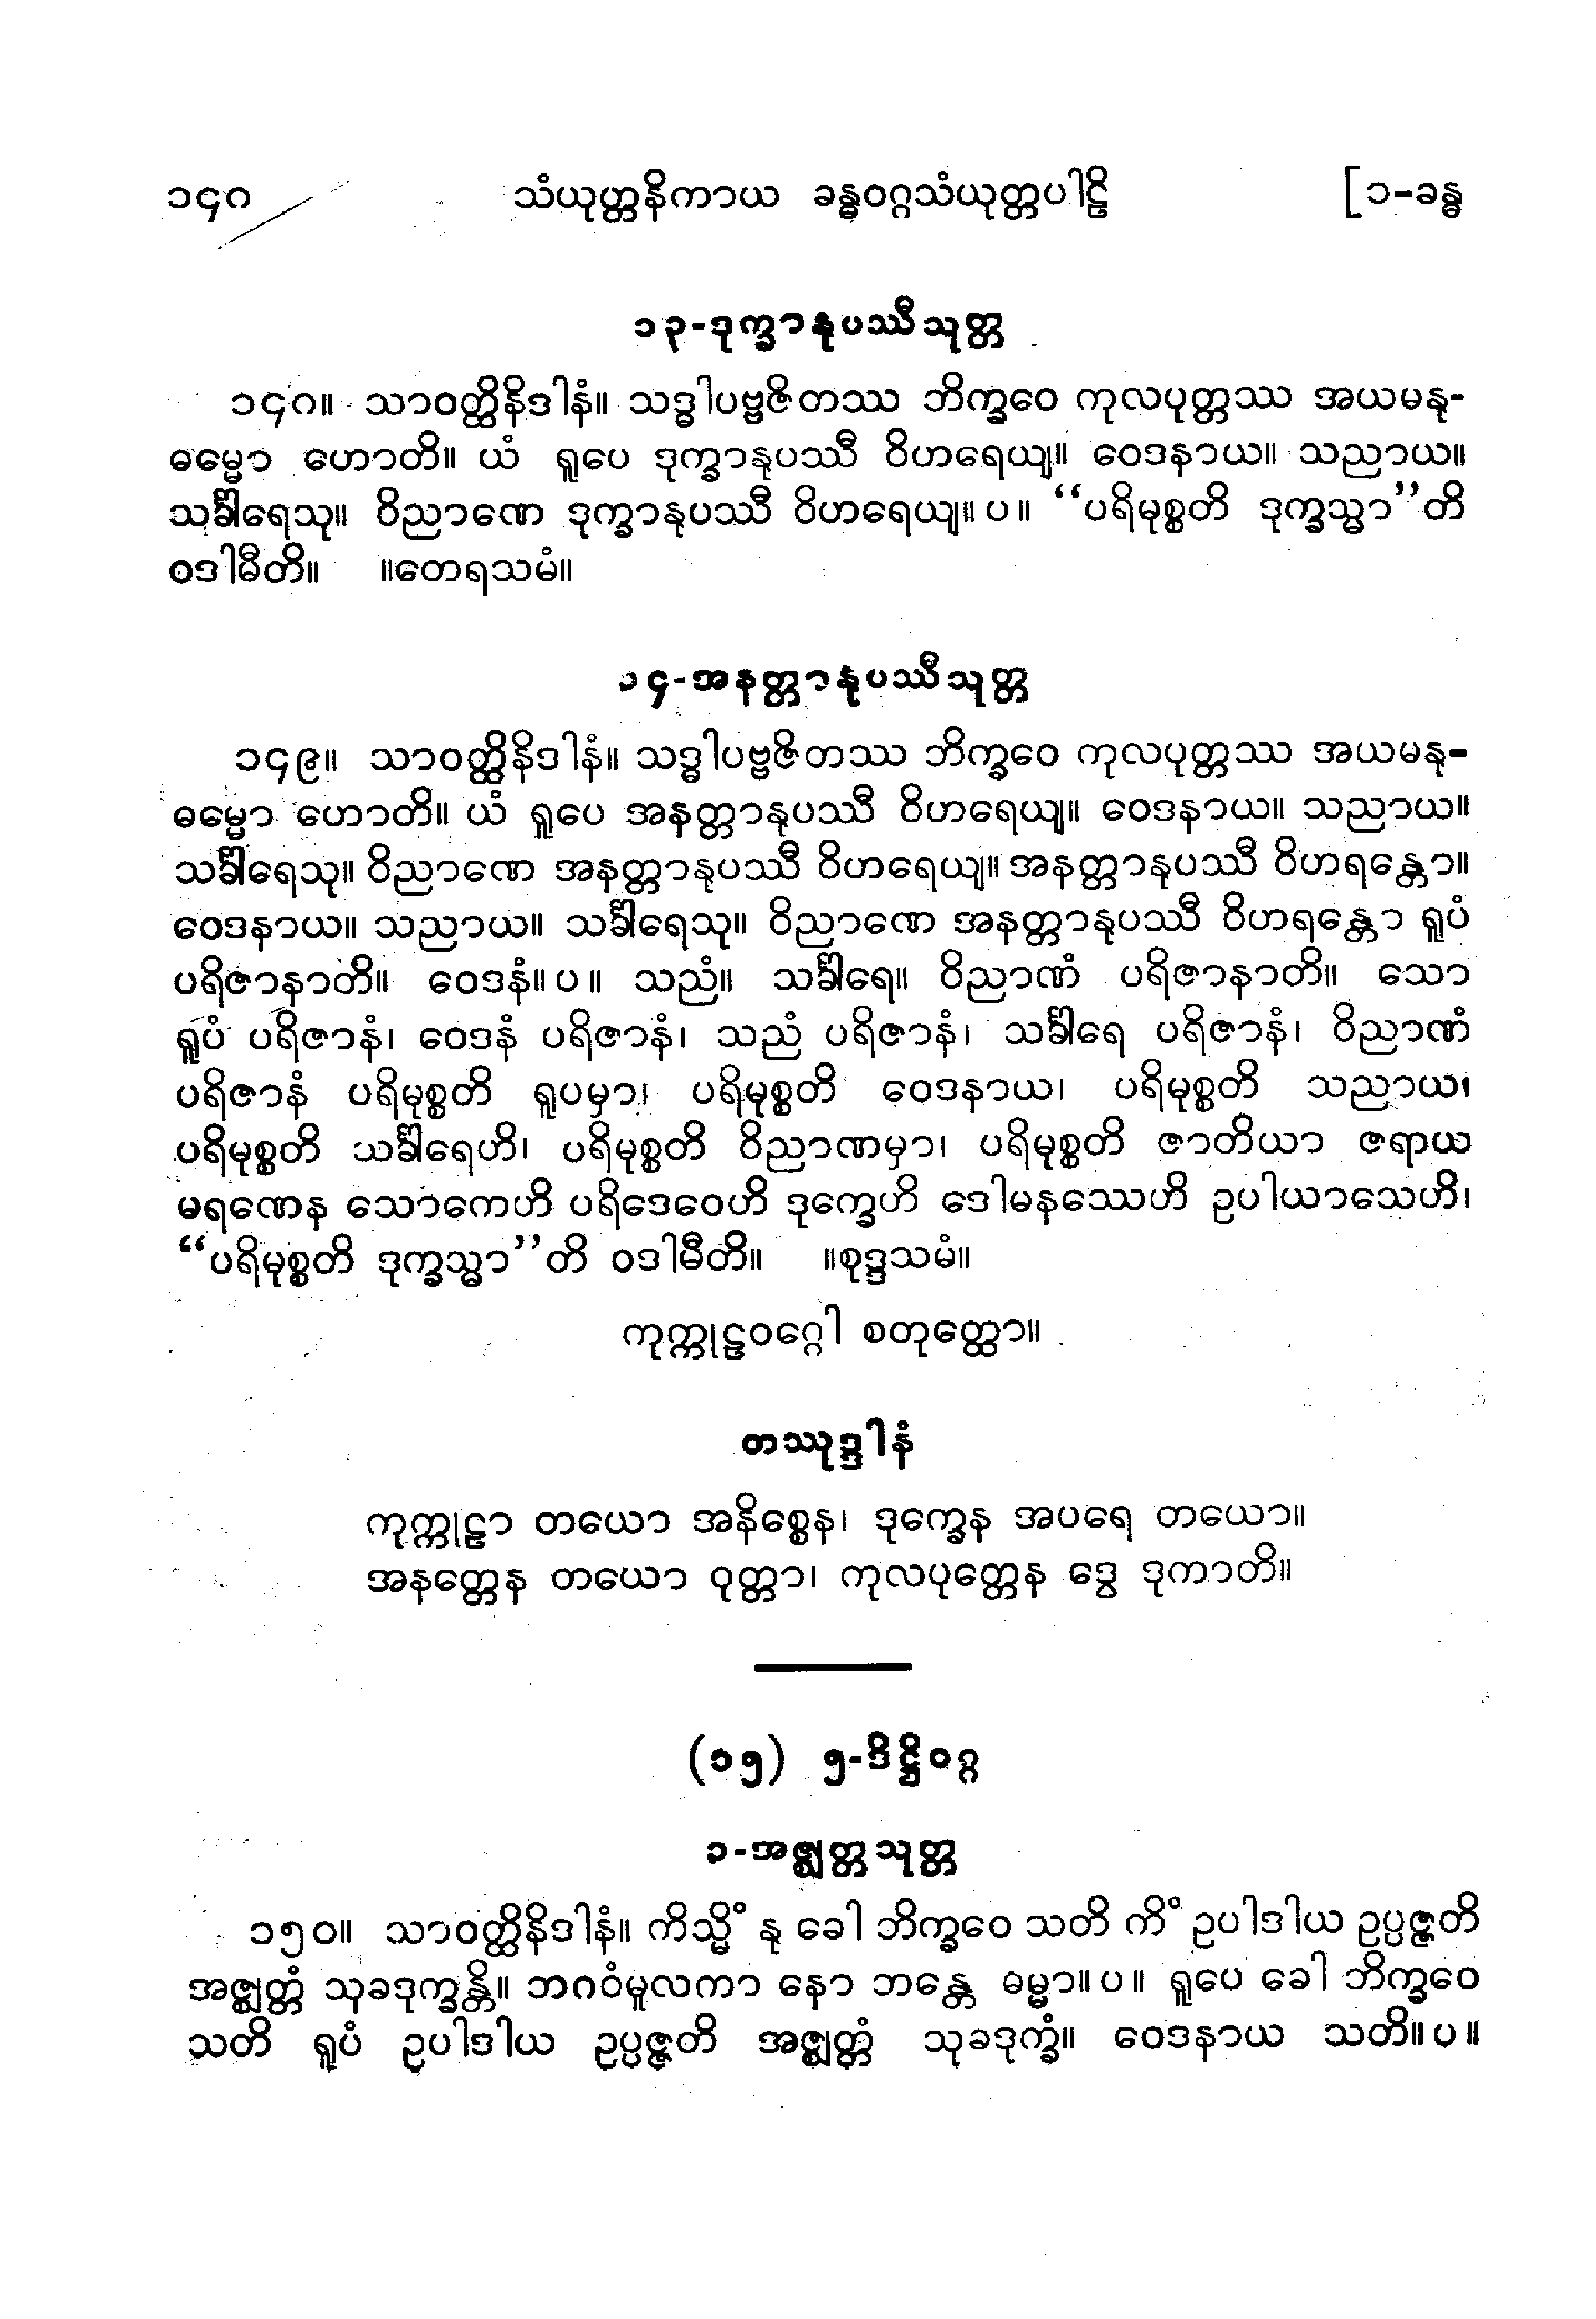 ၁၄ဂ သံယုတ္တနိကာယ ခန္ဓဝဂ္ဂသံယုတ္တပါဠိ [၁-ခန္ဓ
၁၃-ဒုက္ခာနုပဿီသုတ္တ
၁၄ဂ။ သာဝတ္ထိနိဒါနံ။ သဒ္ဓါပဗ္ဗဇိတဿ ဘိက္ခဝေ ကုလပုတ္တဿ အယမနု-
ဓမ္မော ဟောတိ။ ယံ ရူပေ ဒုက္ခာနုပဿီ ဝိဟရေယျ။ ဝေဒနာယ။ သညာယ။
သင်္ခါရေသု။ ဝိညာဏေ ဒုက္ခာနုပဿီ ဝိဟရေယျ။ပ။ “ပရိမုစ္စတိ ဒုက္ခသ္မာ”တိ
ဝဒါမီတိ။ ။တေရသမံ။
၁၄-အနတ္တာနုပဿီသုတ္တ
၁၄၉။ သာဝတ္ထိနိဒါနံ။ သဒ္ဓါပဗ္ဗဇိတဿ ဘိက္ခဝေ ကုလပုတ္တဿ အယမနု-
ဓမ္မော ဟောတိ။ ယံ ရူပေ အနတ္တာနုပဿီ ဝိဟရေယျ။ ဝေဒနာယ။ သညာယ။
သင်္ခါရေသု။ ဝိညာဏေ အနတ္တာနုပဿီ ဝိဟရေယျ။ အနတ္တာနုပဿီ ဝိဟရန္တော။
ဝေဒနာယ။ သညာယ။ သင်္ခါရေသု။ ဝိညာဏေ အနတ္တာနုပဿီ ဝိဟရန္တော ရူပံ
ပရိဇာနာတိ။ ဝေဒနံ။ပ။ သညံ။ သင်္ခါရေ။ ဝိညာဏံ ပရိဇာနာတိ။ သော
ရူပံ ပရိဇာနံ၊ ဝေဒနံ ပရိဇာနံ၊ သညံ ပရိဇာနံ၊ သင်္ခါရေ ပရိဇာနံ၊ ဝိညာဏံ
ပရိဇာနံ ပရိမုစ္စတိ ရူပမှာ၊ ပရိမုစ္စတိ ဝေဒနာယ၊ ပရိမုစ္စတိ သညာယ၊
ပရိမုစ္စတိ သင်္ခါရေဟိ၊ ပရိမုစ္စတိ ဝိညာဏမှာ၊ ပရိမုစ္စတိ ဇာတိယာ ဇရာယ
မရဏေန သောကေဟိ ပရိဒေဝေဟိ ဒုက္ခေဟိ ဒေါမနဿေဟိ ဥပါယာသေဟိ၊
“ပရိမုစ္စတိ ဒုက္ခသ္မာ”တိ ဝဒါမီတိ။ ။စုဒ္ဒသမံ။
ကုက္ကုဠဝဂ္ဂေါ စတုတ္ထော။
တဿုဒ္ဒါနံ
ကုက္ကုဠာ တယော အနိစ္စေန၊ ဒုက္ခေန အပရေ တယော။
အနတ္တေန တယော ဝုတ္တာ၊ ကုလပုတ္တေန ဒွေ ဒုကာတိ။
(၁၅) ၅-ဒိဋ္ဌိဝဂ္ဂ
၁-အဇ္ဈတ္တသုတ္တ
၁၅၀။ သာဝတ္ထိနိဒါနံ။ ကိသ္မိံ နု ခေါ ဘိက္ခဝေ သတိ ကိံ ဥပါဒါယ ဥပ္ပဇ္ဇတိ
အဇ္ဈတ္တံ သုခဒုက္ခန္တိ။ ဘဂဝံမူလကာ နော ဘန္တေ ဓမ္မာ။ပ။ ရူပေ ခေါ ဘိက္ခဝေ
သတိ ရူပံ ဥပါဒါယ ဥပ္ပဇ္ဇတိ အဇ္ဈတ္တံ သုခဒုက္ခံ။ ဝေဒနာယ သတိ။ပ။